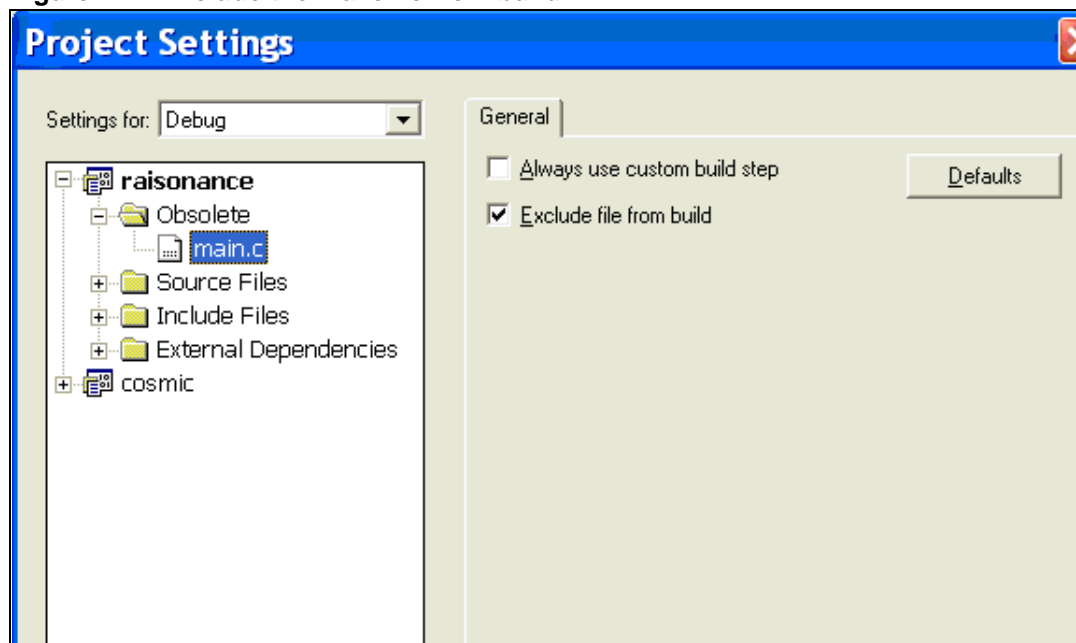 Project Settings
Settings for: Debug
General
raisonance
Obsolete
main.c
Source Files
Include Files
External Dependencies
cosmic
Always use custom build step
Defaults
Exclude file from build